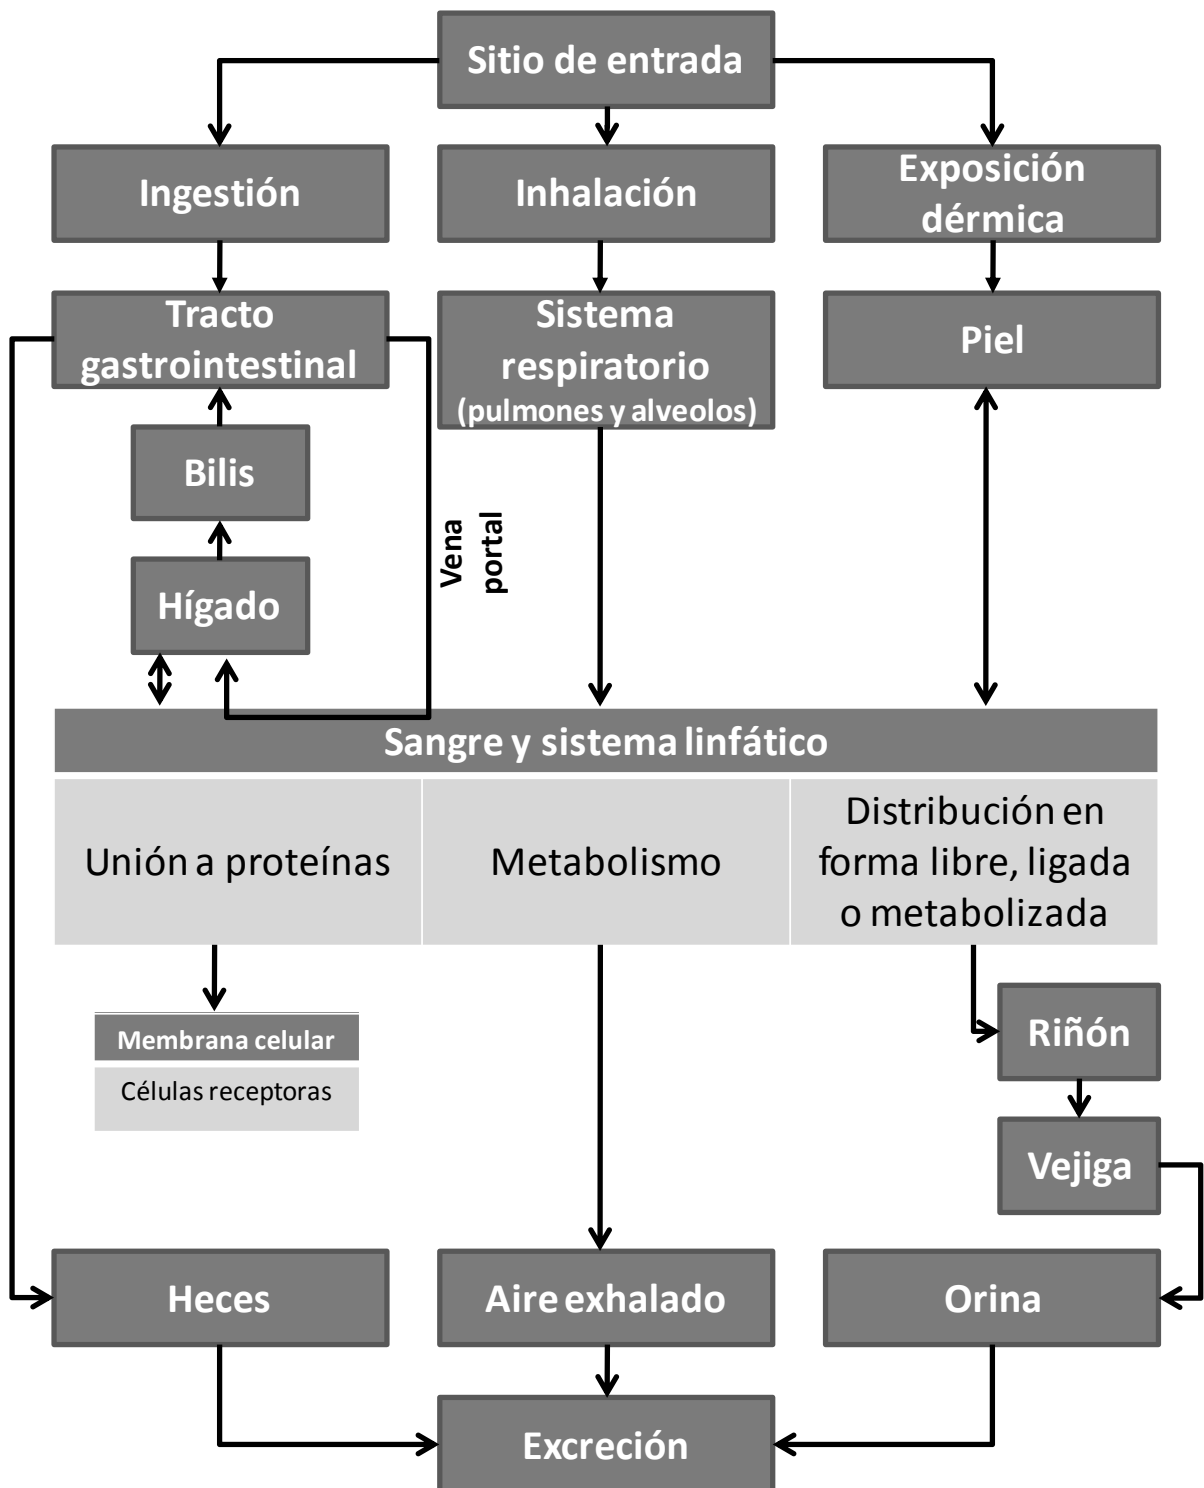 Sitio de entrada
Ingestión
Inhalación
Exposición
dérmica
Tracto
gastrointestinal
Sistema
respiratorio
(pulmones y alveolos)
Piel
Bilis
Hígado
Vena
portal
Sangre y sistema linfático
Unión a proteínas
Metabolismo
Distribución en
forma libre, ligada
o metabolizada
Membrana celular
Células receptoras
Riñón
Vejiga
Heces
Aire exhalado
Orina
Excreción